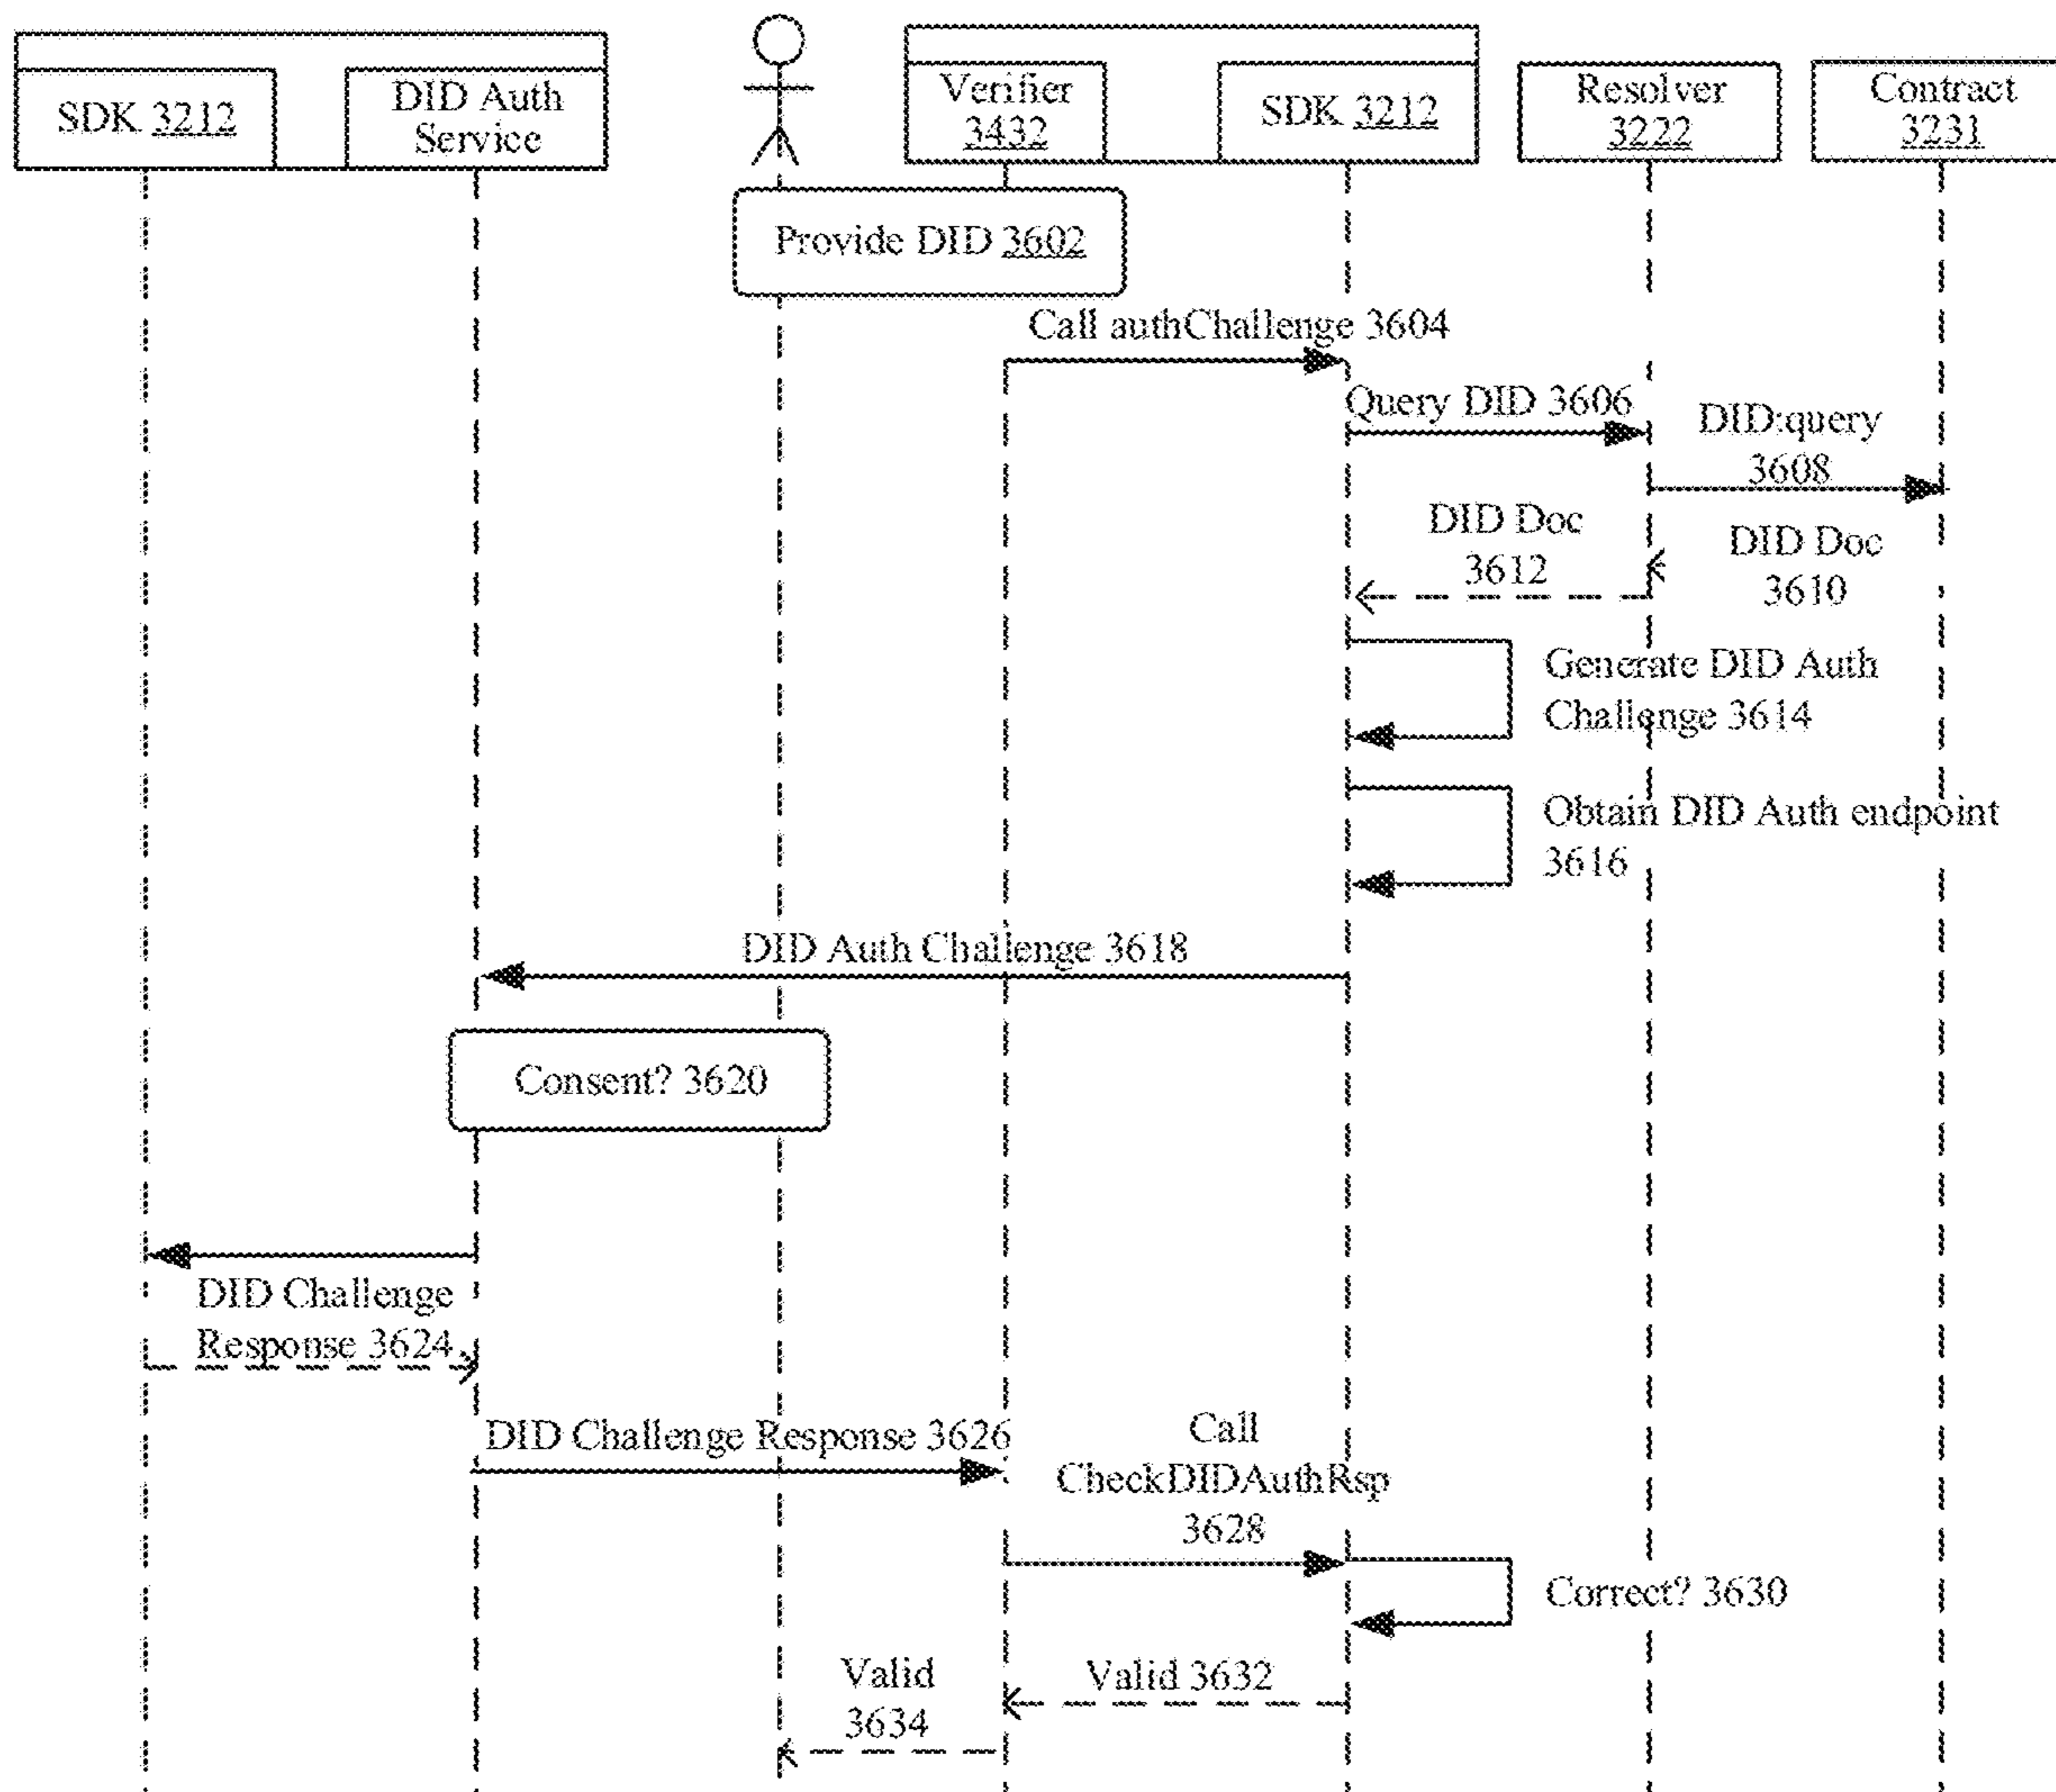 SDK 3212
DID Auth
Service
Verifier
3432
SDK 3212
Resolver
3222
Contract
3231
Provide DID 3602
Call authChallenge 3604
Query DID 3606
DID:query
3608
DID Doc
3612
DID Doc
3610
Generate DID Auth
Challenge 3614
Obtain DID Auth endpoint
3616
DID Auth Challenge 3618
Consent? 3620
DID Challenge
Response 3624
DID Challenge Response 3626
Call
CheckDIDAuthRsp
3628
Correct? 3630
Valid 3632
Valid
3634